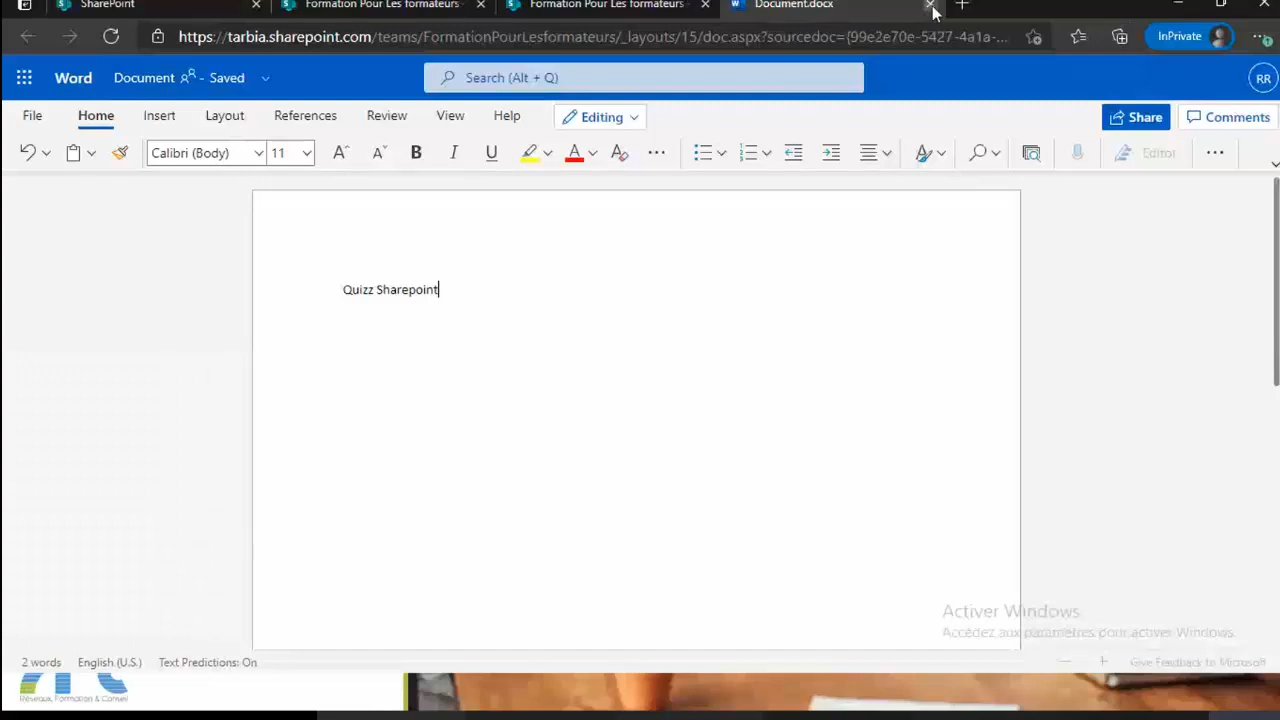 SharePoint
Formation Pour Les formateurs
Formation Pour Les formateurs
Document.docx
https://tarbia.sharepoint.com/teams/FormationPourLesformateurs/_layouts/15/doc.aspx?sourcedoc={99e2e70e-5427-4a1a-...
InPrivate
Word
Document - Saved
Search (Alt + Q)
RR
File
Home
Insert
Layout
References
Review
View
Help
Editing
Share
Comments
Calibri (Body)
11
B
I
U
A
Editor
Quizz Sharepoint
Activer Windows
Accédez aux paramètres pour activer Windows.
2 words
English (U.S.)
Text Predictions: On
Give Feedback to Microsoft
Réseaux, Formation & Conseil